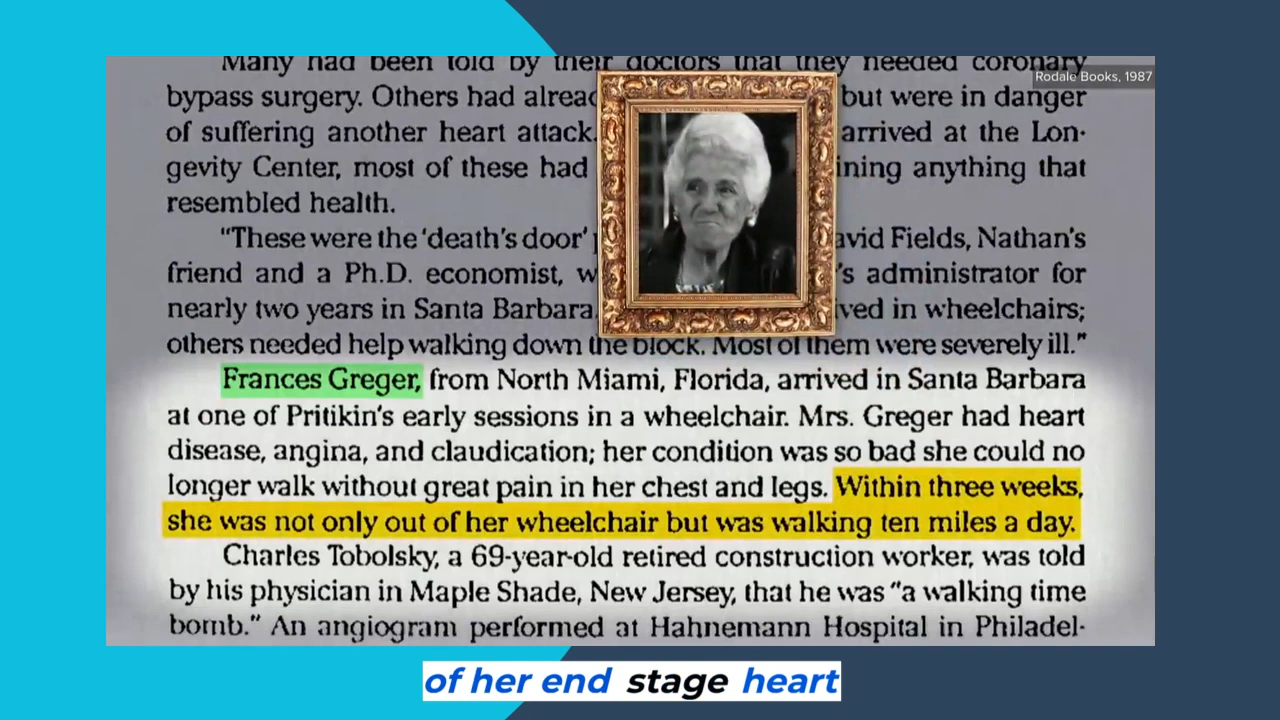 Many had been told by their doctors that they needed coronary
Rodale Books, 1987
bypass surgery. Others had alread but were in danger
of suffering another heart attack. arrived at the Lon-
gevity Center, most of these had ining anything that
resembled health.
"These were the 'death's door' avid Fields, Nathan's
friend and a Ph.D. economist, w 's administrator for
nearly two years in Santa Barbara. ved in wheelchairs;
others needed help walking down the block. Most of them were severely ill."
Frances Greger, from North Miami, Florida, arrived in Santa Barbara
at one of Pritikin's early sessions in a wheelchair. Mrs. Greger had heart
disease, angina, and claudication; her condition was so bad she could no
longer walk without great pain in her chest and legs. Within three weeks,
she was not only out of her wheelchair but was walking ten miles a day.
Charles Tobolsky, a 69-year-old retired construction worker, was told
by his physician in Maple Shade, New Jersey, that he was "a walking time
bomb." An angiogram performed at Hahnemann Hospital in Philadel-
of her end stage heart